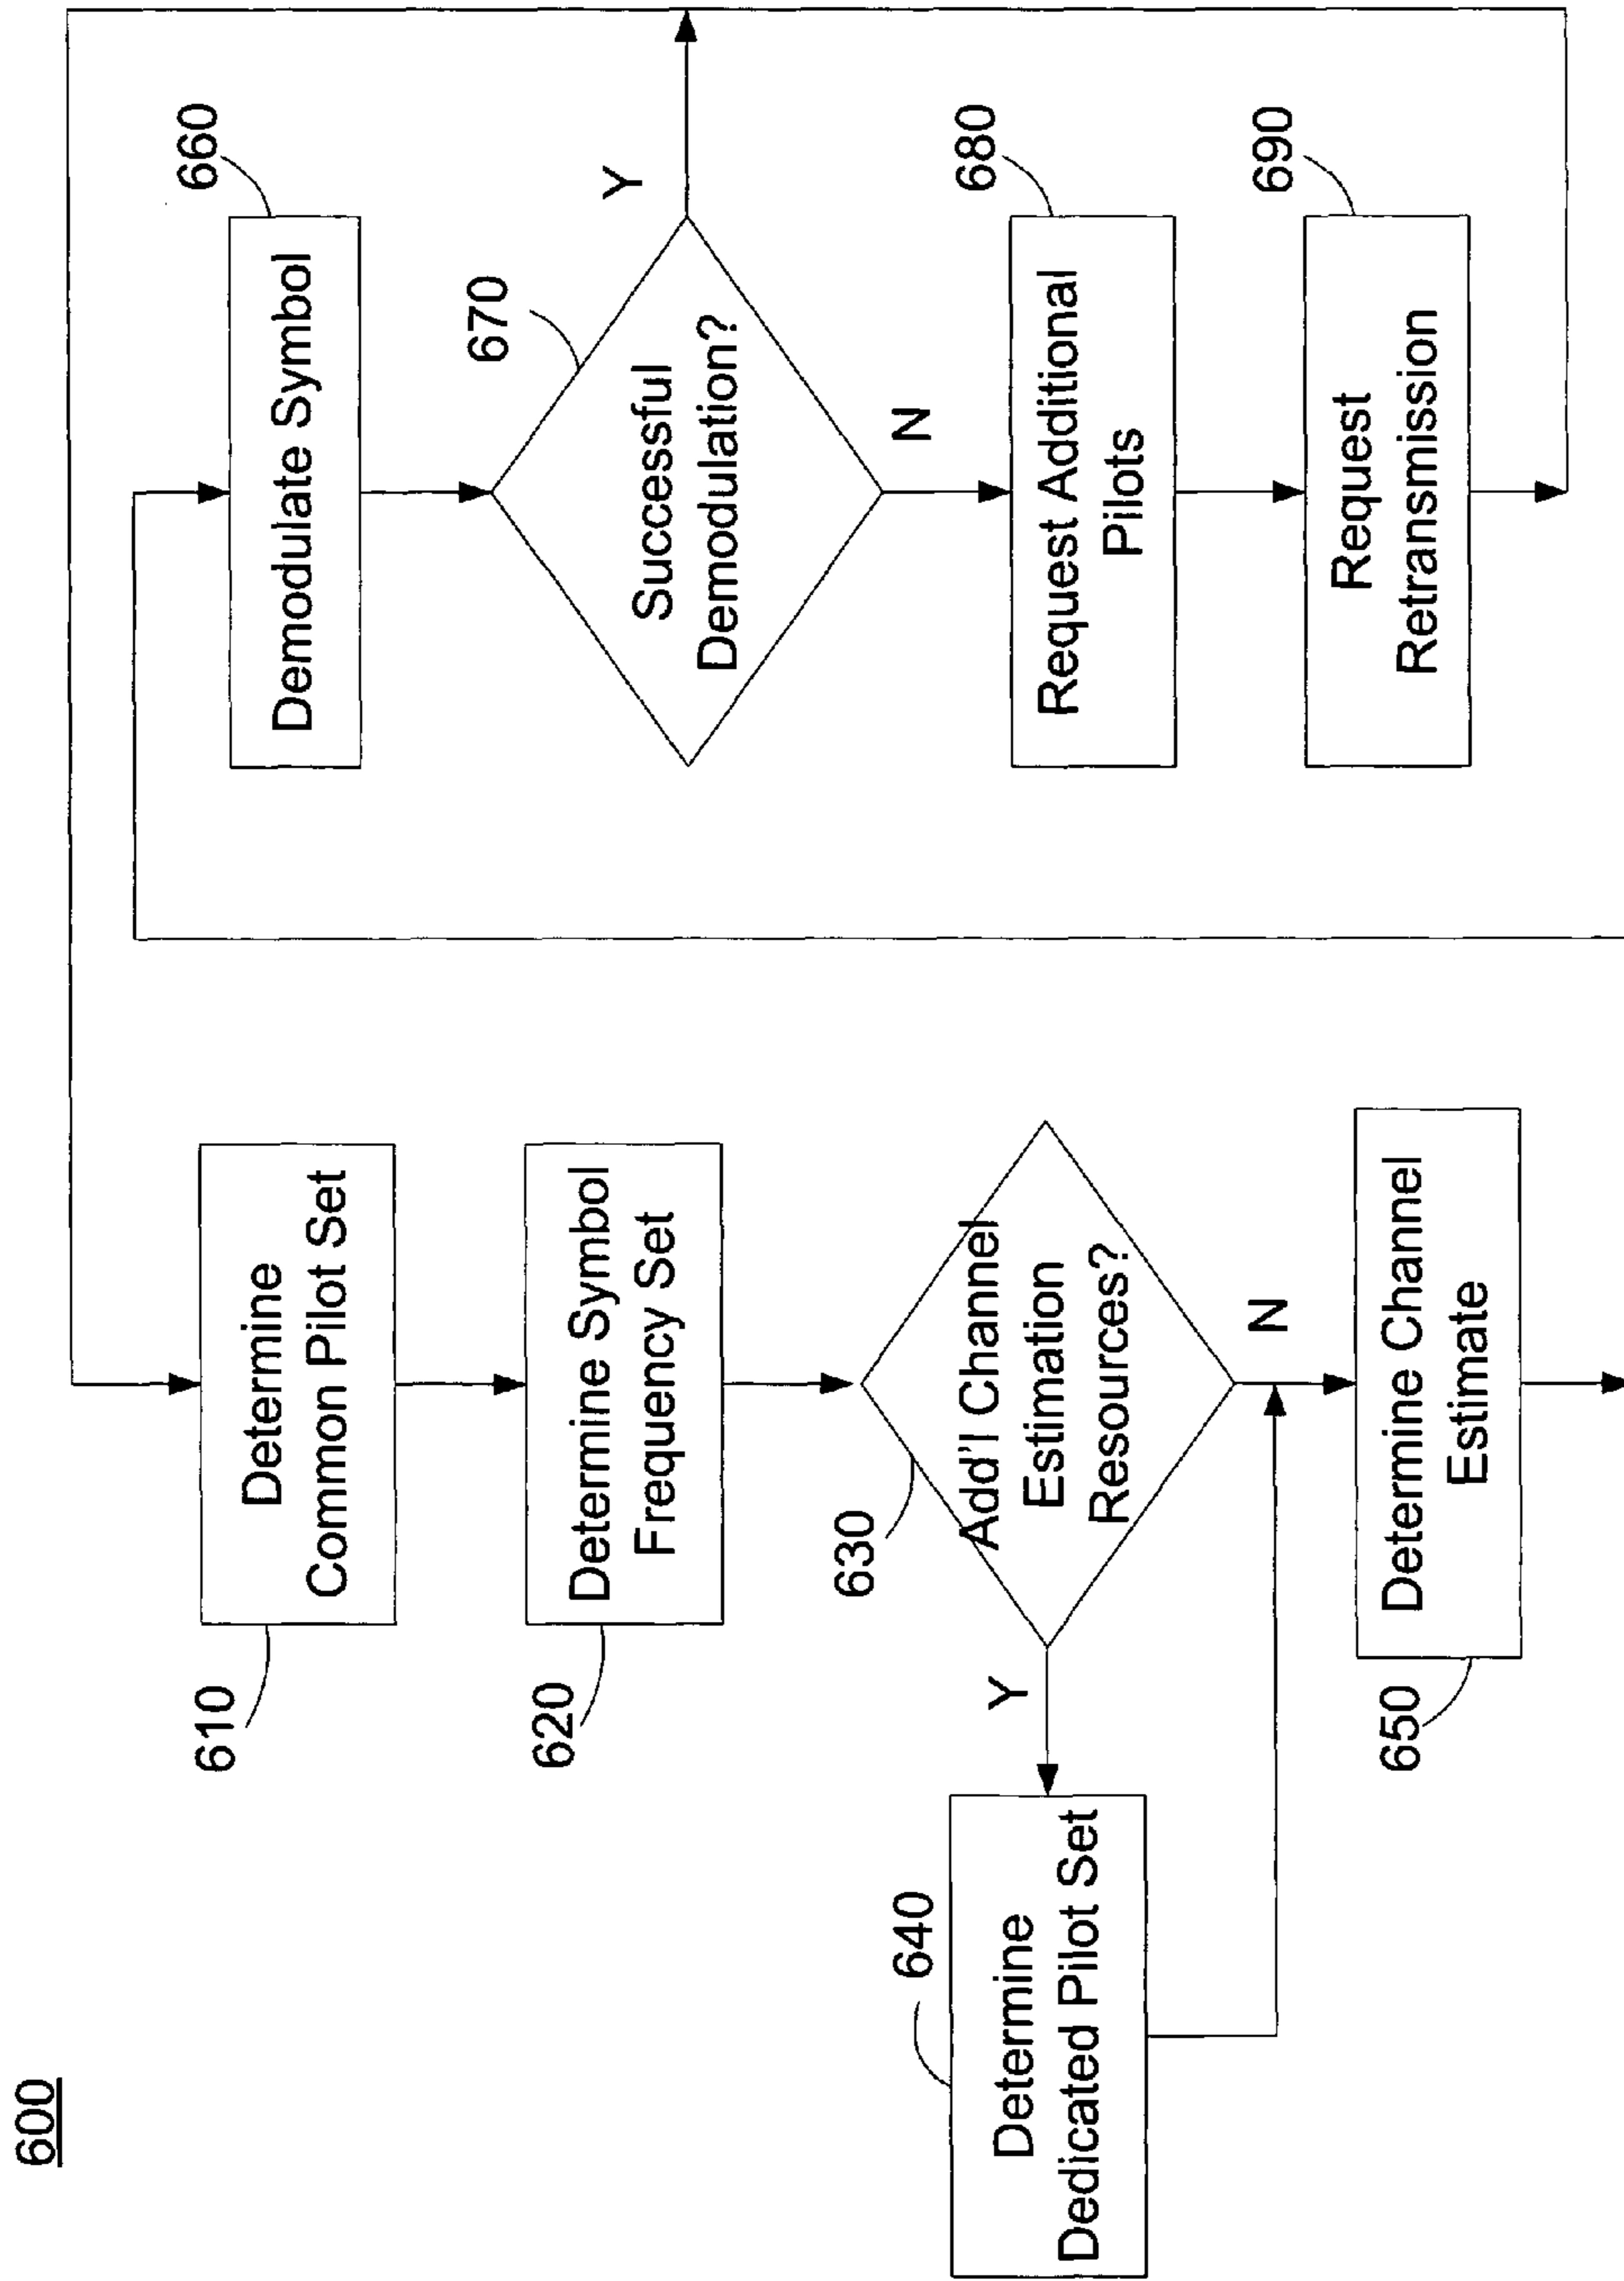 600
610
Determine
Common Pilot Set
620
Determine Symbol
Frequency Set
630
Add'l Channel
Estimation
Resources?
Y
N
640
Determine
Dedicated Pilot Set
650
Determine Channel
Estimate
660
Demodulate Symbol
670
Successful
Demodulation?
Y
N
680
Request Additional
Pilots
690
Request
Retransmission